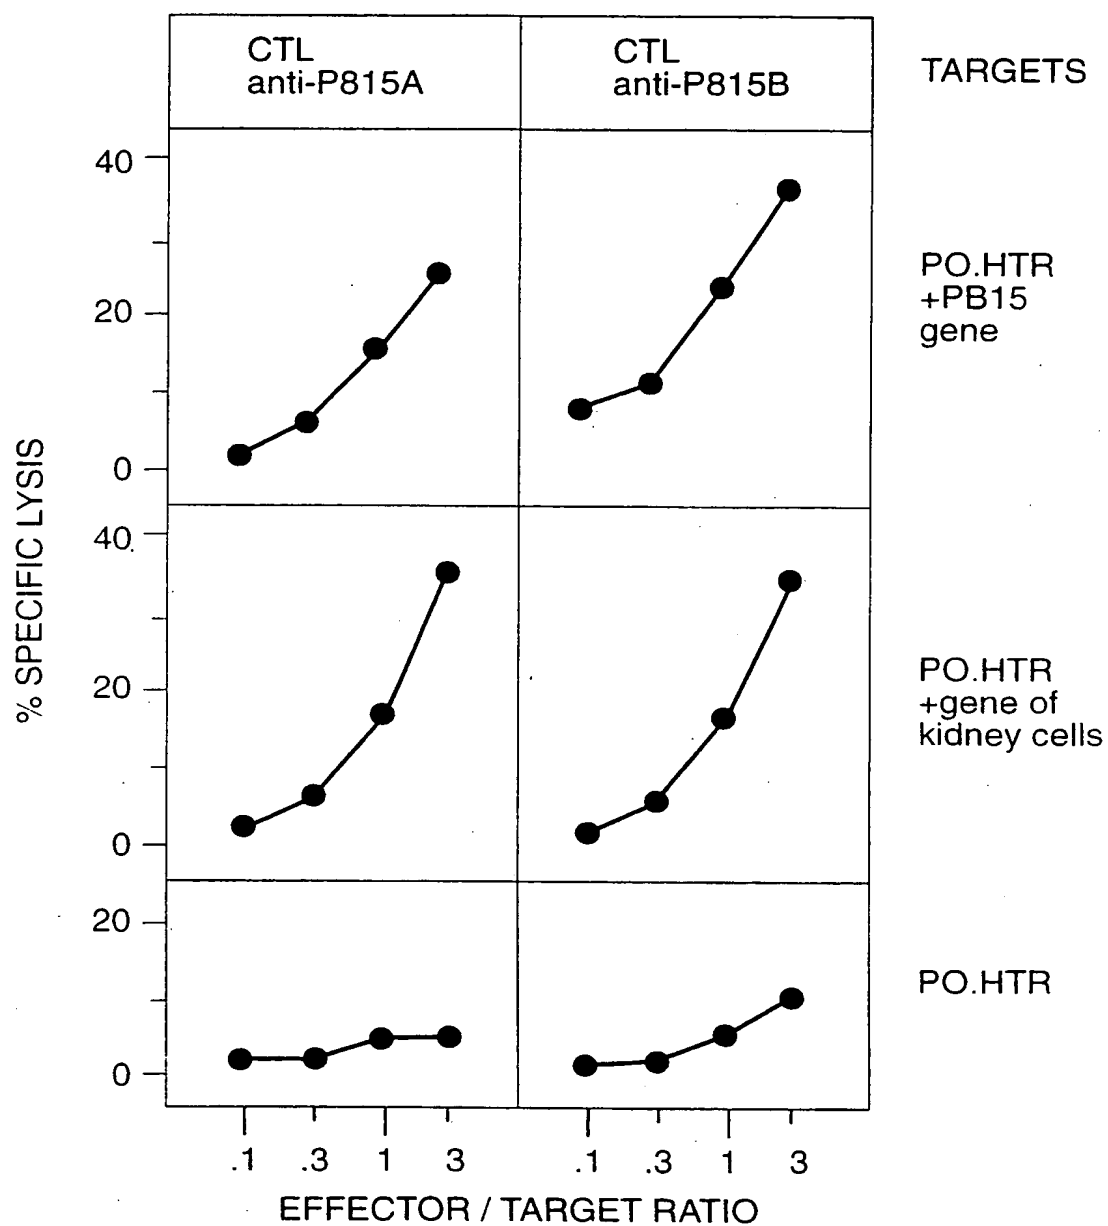 CTL
anti-P815A
CTL
anti-P815B
TARGETS
40
20
0
PO.HTR
+PB15
gene
% SPECIFIC LYSIS
40
20
0
PO.HTR
+gene of
kidney cells
20
0
PO.HTR
.1 .3 1 3 .1 .3 1 3
EFFECTOR / TARGET RATIO